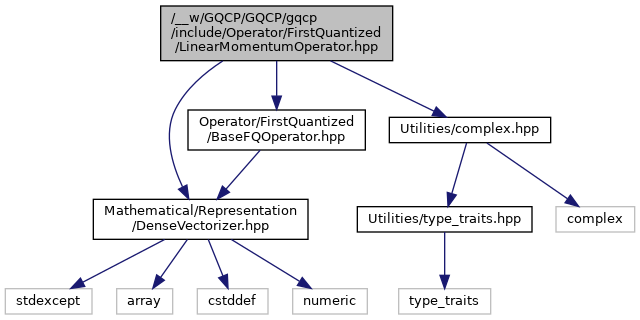 /__w/GQCP/GQCP/gqcp
/include/Operator/FirstQuantized
/LinearMomentumOperator.hpp
Operator/FirstQuantized
/BaseFQOperator.hpp
Utilities/complex.hpp
Mathematical/Representation
/DenseVectorizer.hpp
Utilities/type_traits.hpp
complex
stdexcept
array
cstddef
numeric
type_traits